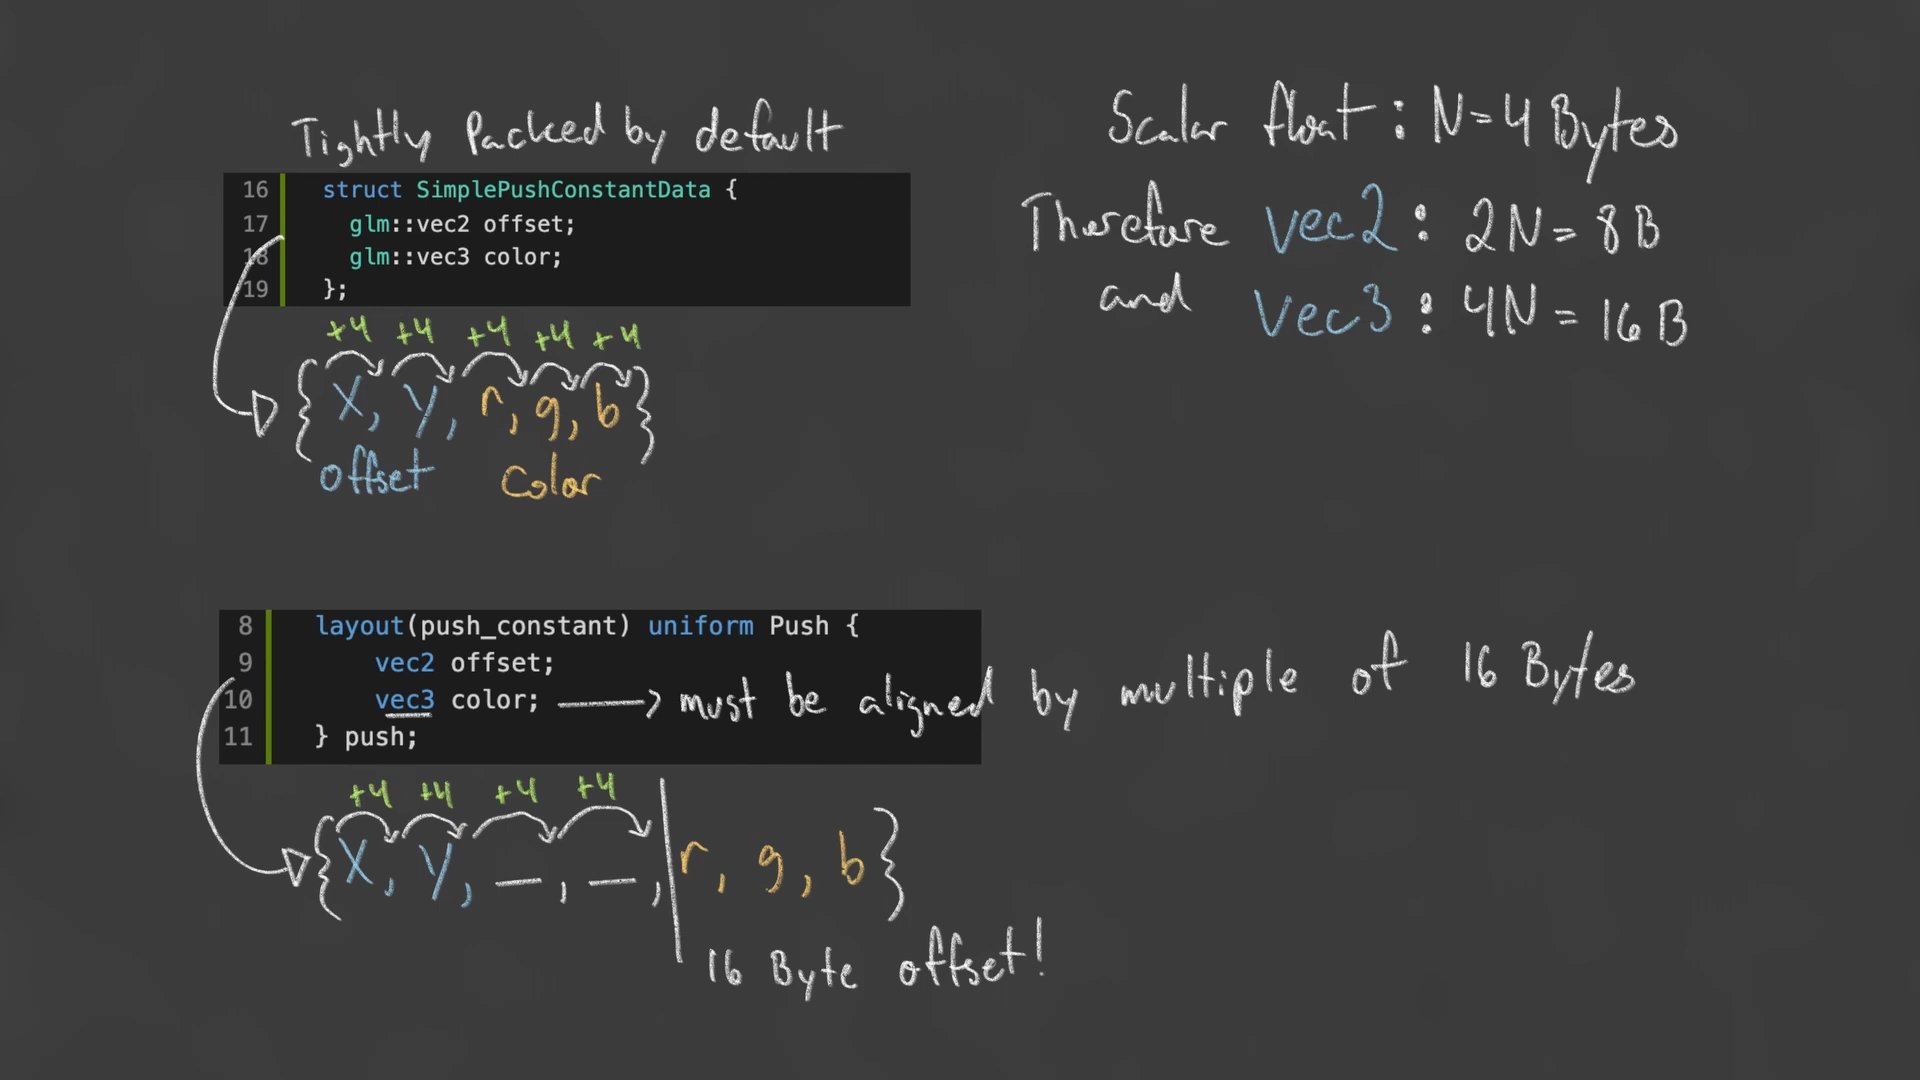 Tightly Packed by default
16 struct SimplePushConstantData {
17 glm::vec2 offset;
18 glm::vec3 color;
19 };
+4 +4 +4 +4 +4
{ x, y, r, g, b }
offset color
Scalar float : N=4 Bytes
Therefore vec2 : 2N = 8B
and vec3 : 4N = 16B
8 layout(push_constant) uniform Push {
9 vec2 offset;
10 vec3 color; → must be aligned by multiple of 16 Bytes
11 } push;
+4 +4 +4 +4
{ x, y, _, _, | r, g, b }
16 Byte offset!